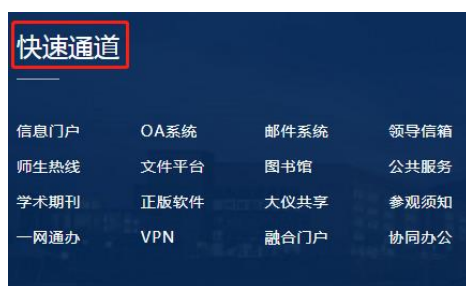 快速通道
信息门户 OA系统 邮件系统 领导信箱
师生热线 文件平台 图书馆 公共服务
学术期刊 正版软件 大仪共享 参观须知
一网通办 VPN 融合门户 协同办公